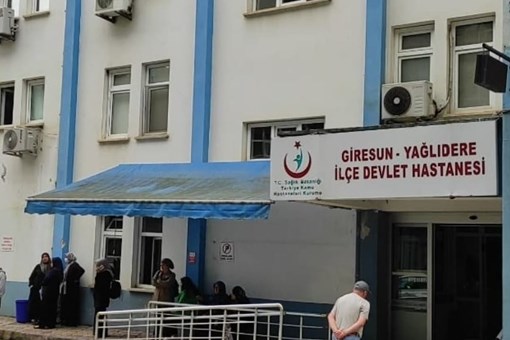 GİRESUN - YAĞLIDERE
İLÇE DEVLET HASTANESİ
T.C. Sağlık Bakanlığı
Türkiye Kamu
Hastaneleri Kurumu